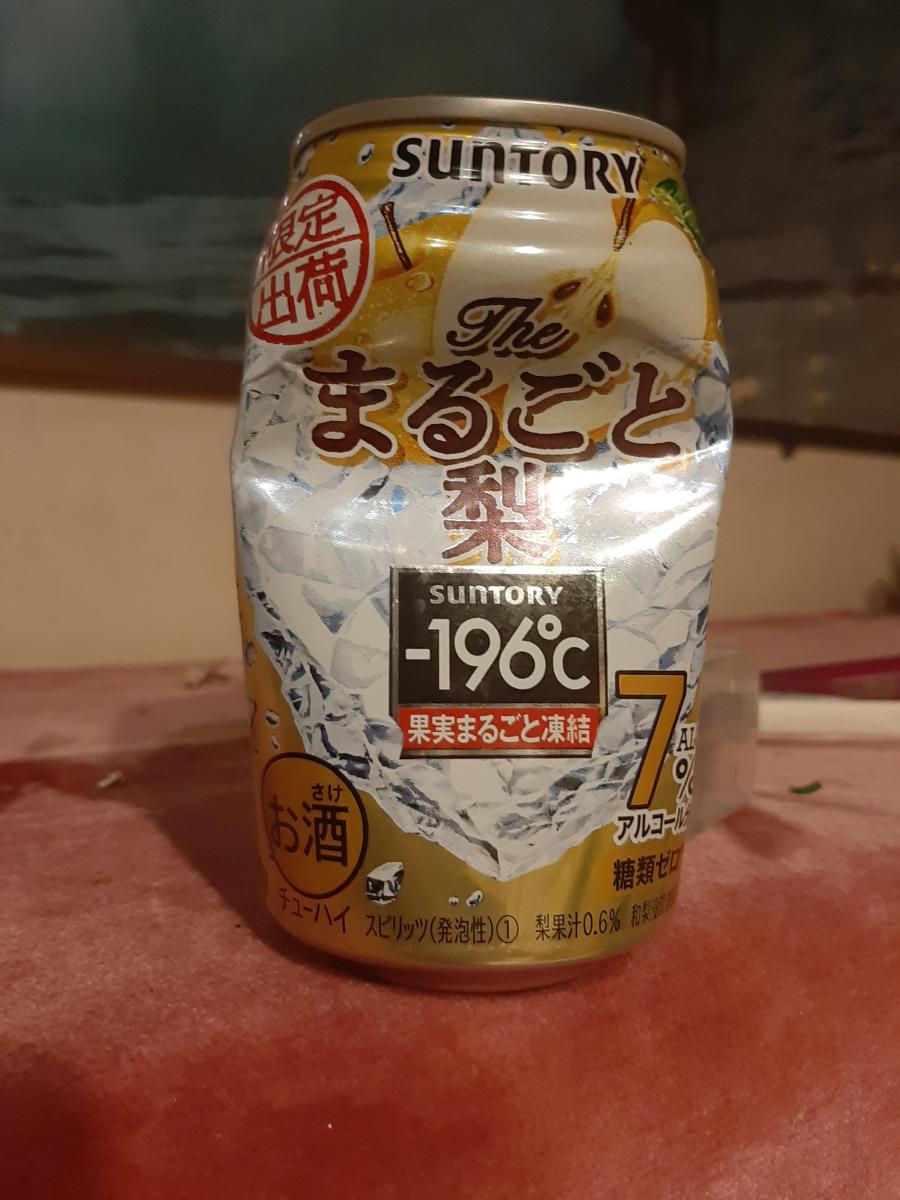 SUNTORY
限定
出荷
The
まるごと
梨
SUNTORY
-196℃
果実まるごと凍結
7
AL
%
アルコール
糖類ゼロ
さけ
お酒
チューハイ
スピリッツ(発泡性)① 梨果汁0.6%